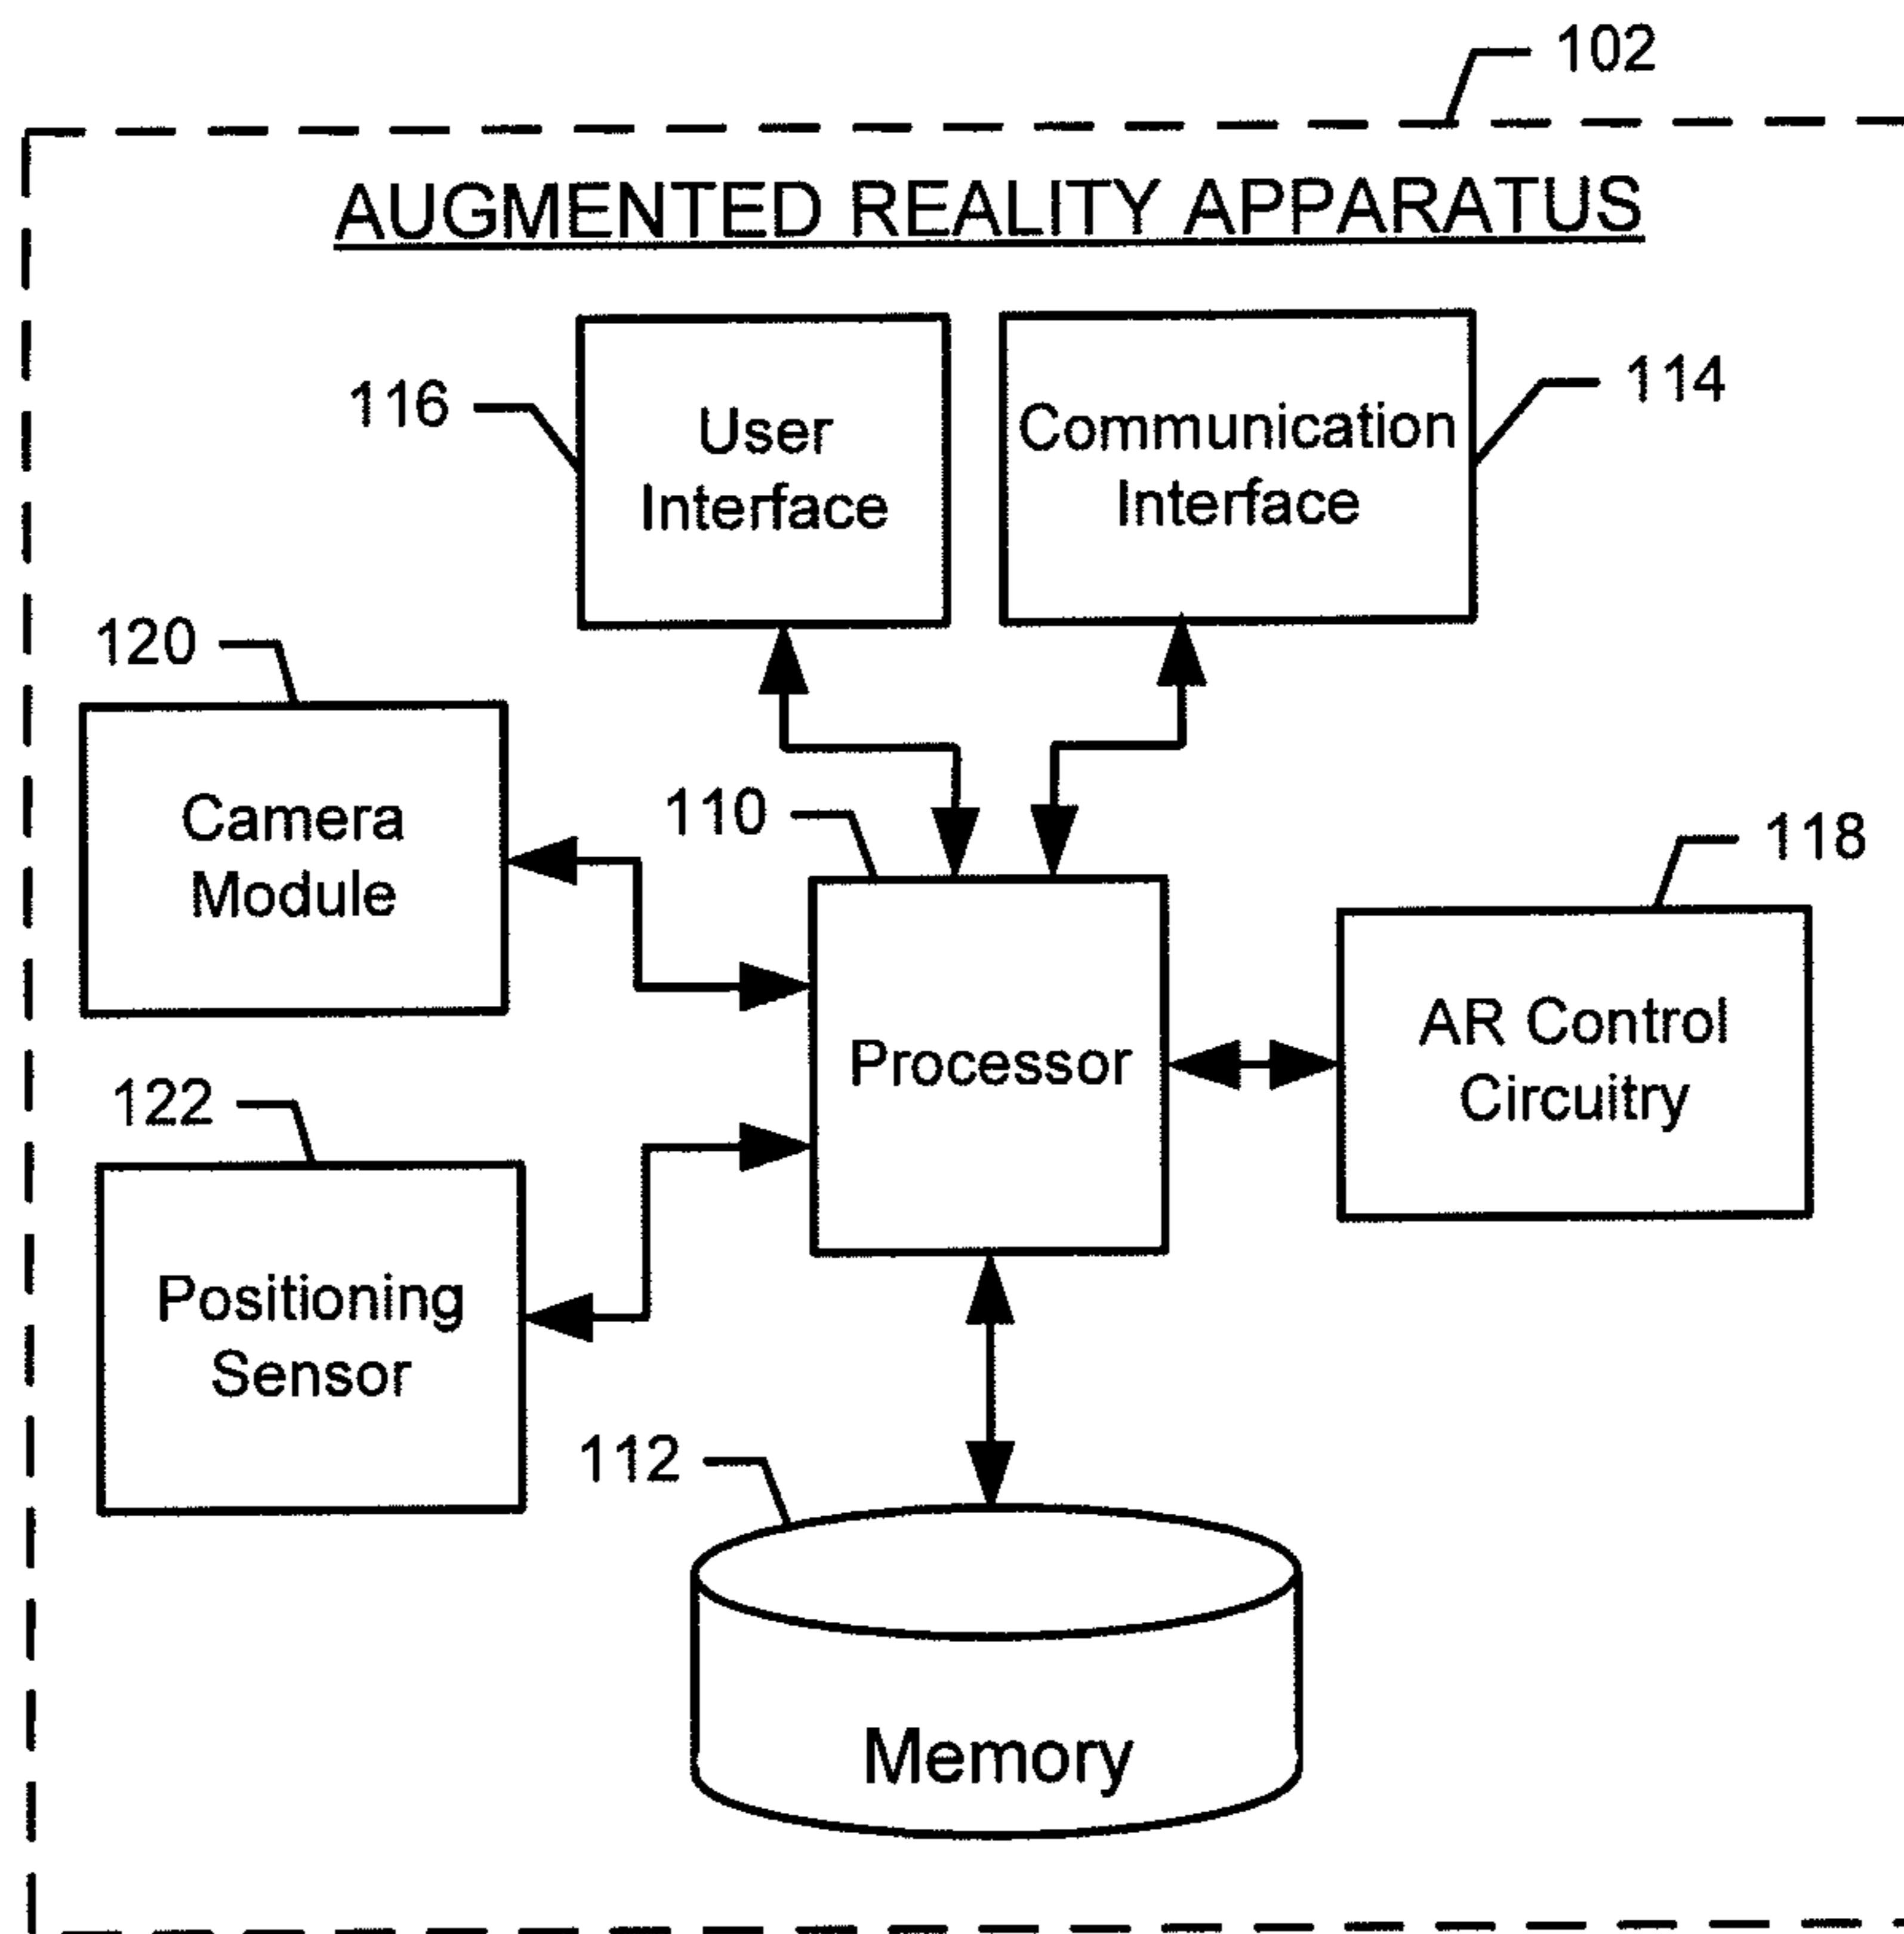 102
AUGMENTED REALITY APPARATUS
116
User
Interface
Communication
Interface
114
120
Camera
Module
110
118
Processor
AR Control
Circuitry
122
Positioning
Sensor
112
Memory